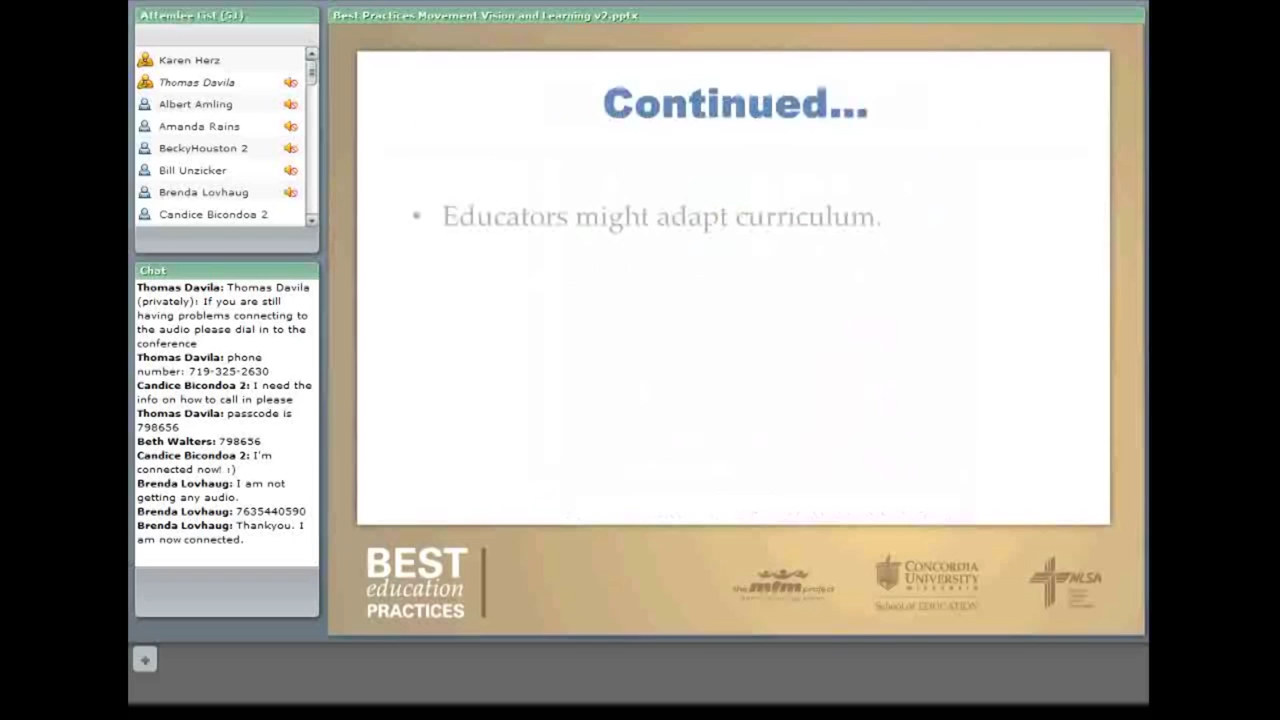 Attendee List (51)
Karen Herz
Thomas Davila
Albert Amling
Amanda Rains
BeckyHouston 2
Bill Unzicker
Brenda Lovhaug
Candice Bicondoa 2
Chat
Thomas Davila: Thomas Davila
(privately): If you are still
having problems connecting to
the audio please dial in to the
conference
Thomas Davila: phone
number: 719-325-2630
Candice Bicondoa 2: I need the
info on how to call in please
Thomas Davila: passcode is
798656
Beth Walters: 798656
Candice Bicondoa 2: I'm
connected now! :)
Brenda Lovhaug: I am not
getting any audio.
Brenda Lovhaug: 7635440590
Brenda Lovhaug: Thankyou. I
am now connected.
Best Practices Movement Vision and Learning v2.pptx
Continued...
• Educators might adapt curriculum.
BEST
education
PRACTICES
the mfm project
CONCORDIA
UNIVERSITY
WISCONSIN
School of EDUCATION
NLSA